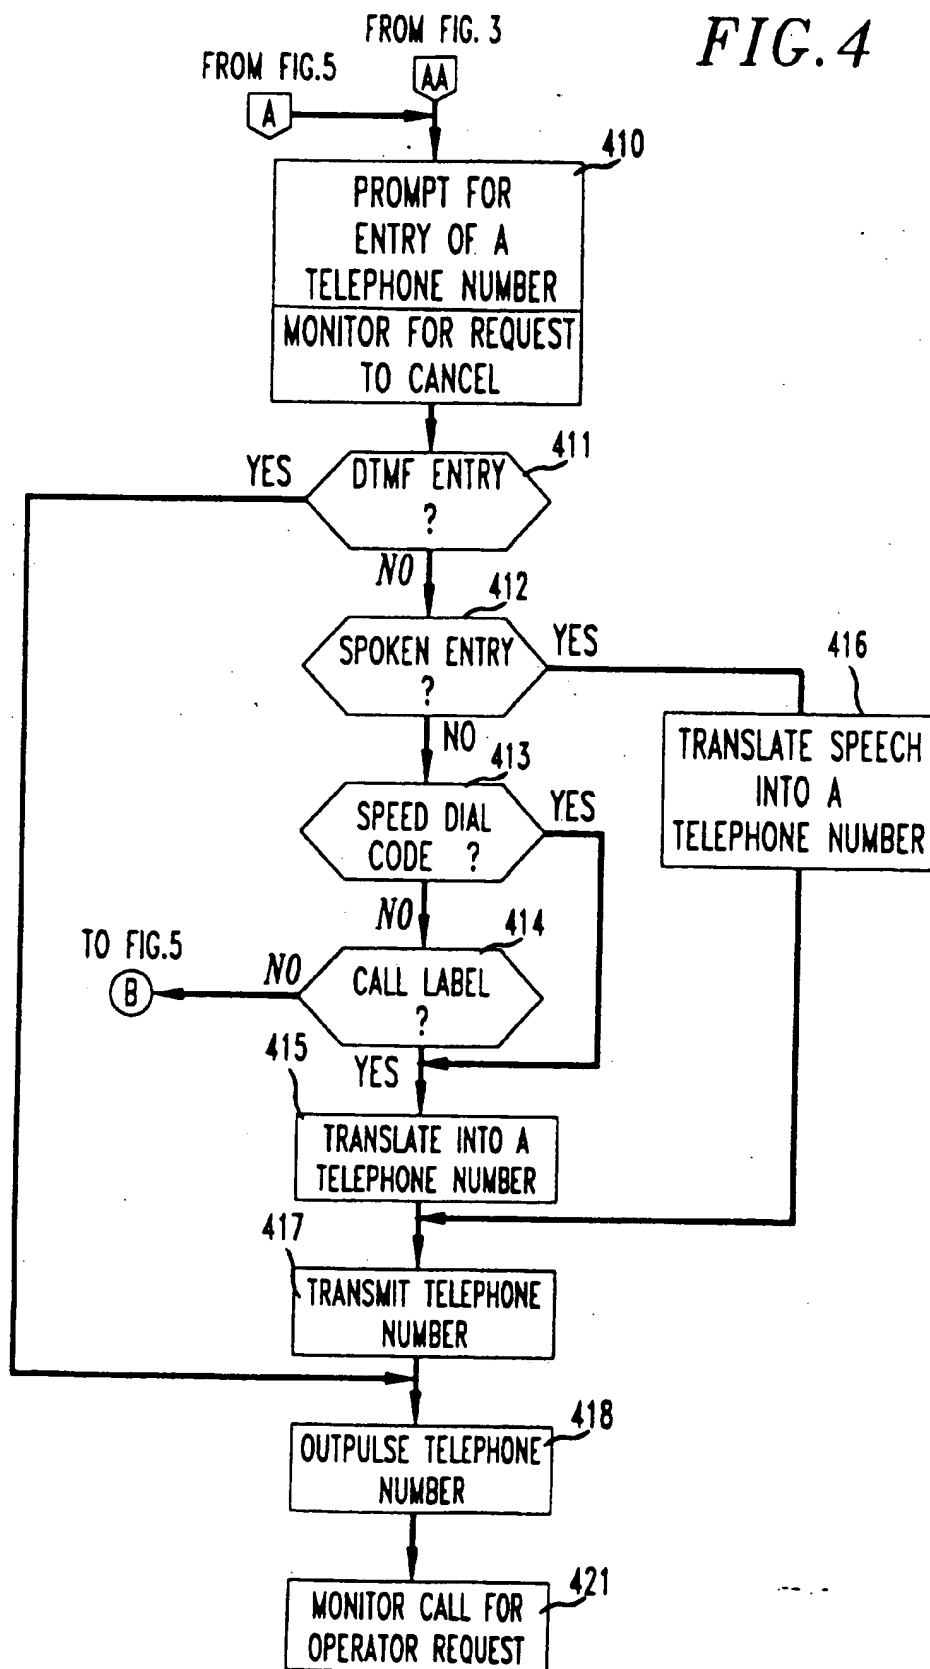 FROM FIG. 3
FIG. 4
FROM FIG.5
AA
A
410
PROMPT FOR
ENTRY OF A
TELEPHONE NUMBER
MONITOR FOR REQUEST
TO CANCEL
411
YES
DTMF ENTRY
?
NO
412
SPOKEN ENTRY
?
YES
416
NO
TRANSLATE SPEECH
INTO A
TELEPHONE NUMBER
413
SPEED DIAL
CODE ?
YES
NO
414
TO FIG.5
B
NO
CALL LABEL
?
415
YES
TRANSLATE INTO A
TELEPHONE NUMBER
417
TRANSMIT TELEPHONE
NUMBER
418
OUTPULSE TELEPHONE
NUMBER
421
MONITOR CALL FOR
OPERATOR REQUEST